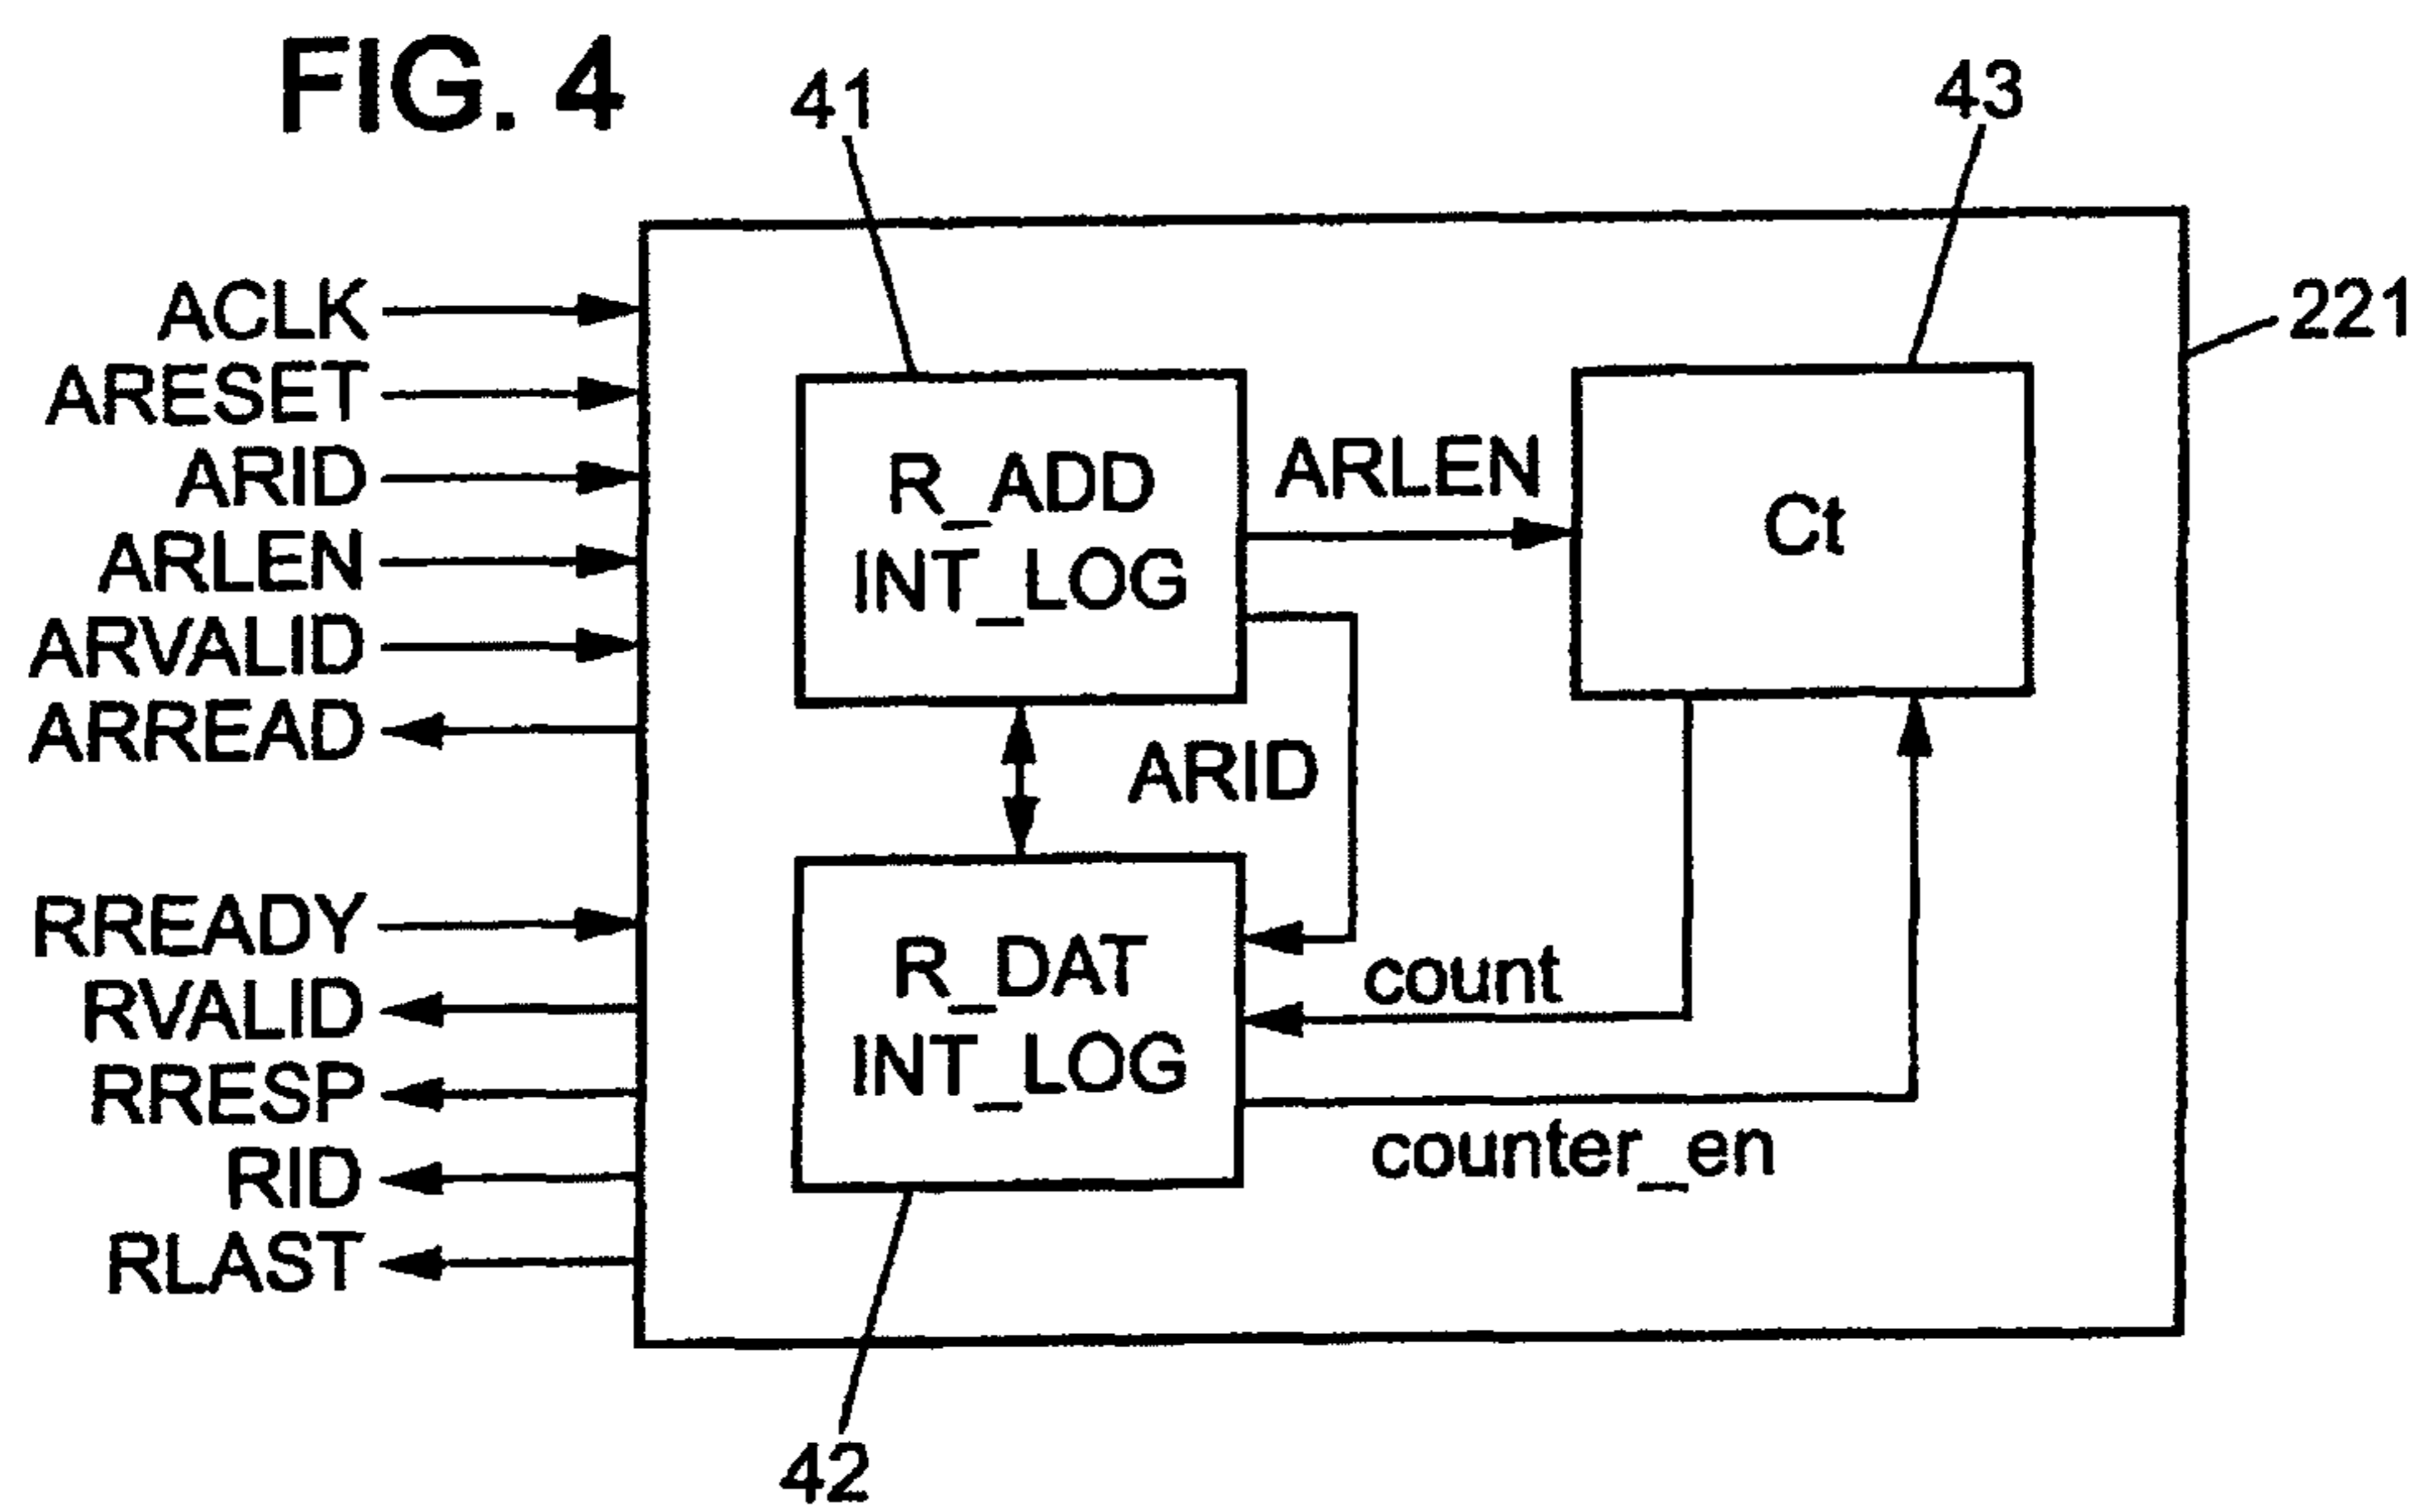 FIG. 4
41
43
221
ACLK
ARESET
ARID
ARLEN
ARVALID
ARREAD
RREADY
RVALID
RRESP
RID
RLAST
R_ADD
INT_LOG
ARLEN
Ct
ARID
R_DAT
INT_LOG
count
counter_en
42